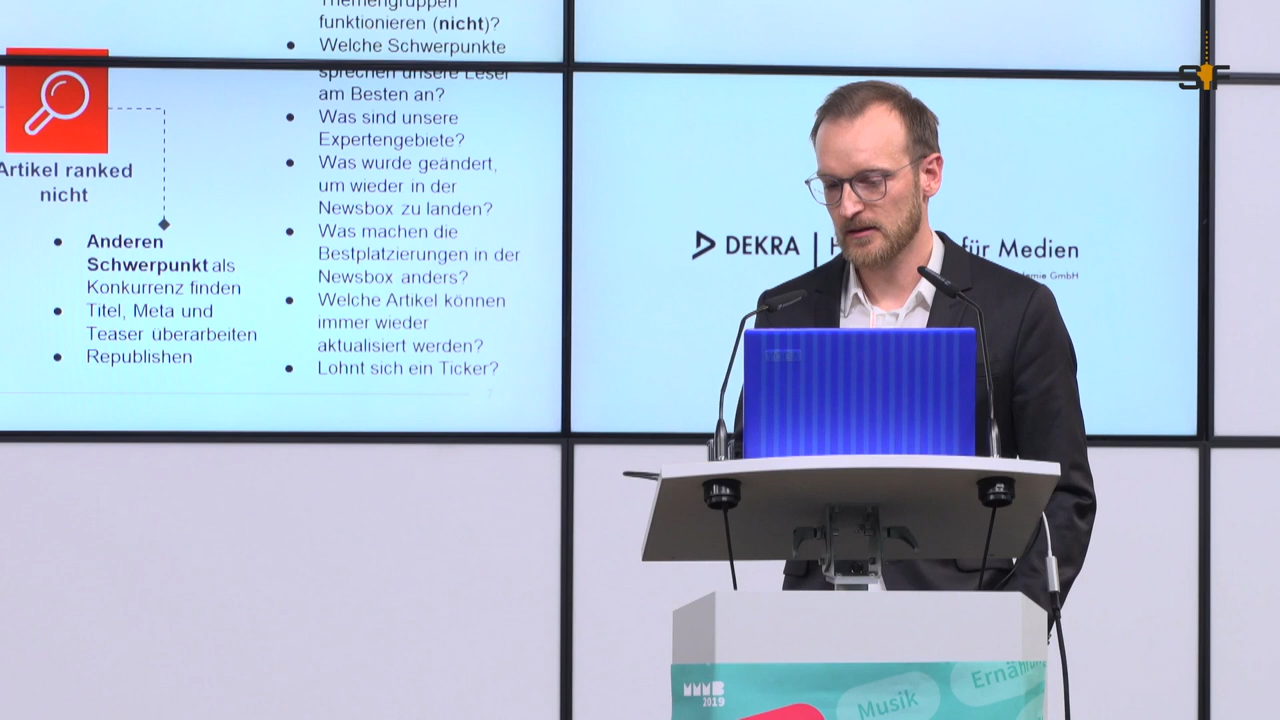 Themengruppen
funktionieren (nicht)?
● Welche Schwerpunkte
sprechen unsere Leser
am Besten an?
● Was sind unsere
Expertengebiete?
● Was wurde geändert,
um wieder in der
Newsbox zu landen?
● Was machen die
Bestplatzierungen in der
Newsbox anders?
● Welche Artikel können
immer wieder
aktualisiert werden?
● Lohnt sich ein Ticker?
7
Artikel ranked
nicht
● Anderen
Schwerpunkt als
Konkurrenz finden
● Titel, Meta und
Teaser überarbeiten
● Republishen
DEKRA | H für Medien
GmbH
MMMB
2019
Musik